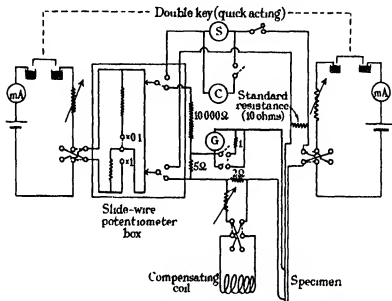 Double key (quick acting)
S
C
mA
mA
Standard
resistance
(10 ohms)
10000Ω
G
×0·1
×1
5Ω
2Ω
Slide-wire
potentiometer
box
Compensating
coil
Specimen